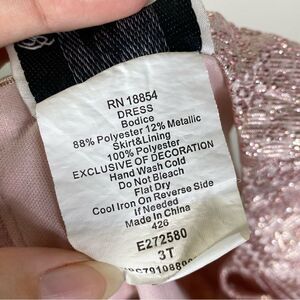 RN 18854
DRESS
Bodice
88% Polyester 12% Metallic
Skirt&Lining
100% Polyester
EXCLUSIVE OF DECORATION
Hand Wash Cold
Do Not Bleach
Flat Dry
Cool Iron On Reverse Side
If Needed
Made In China
426
E272580
3T